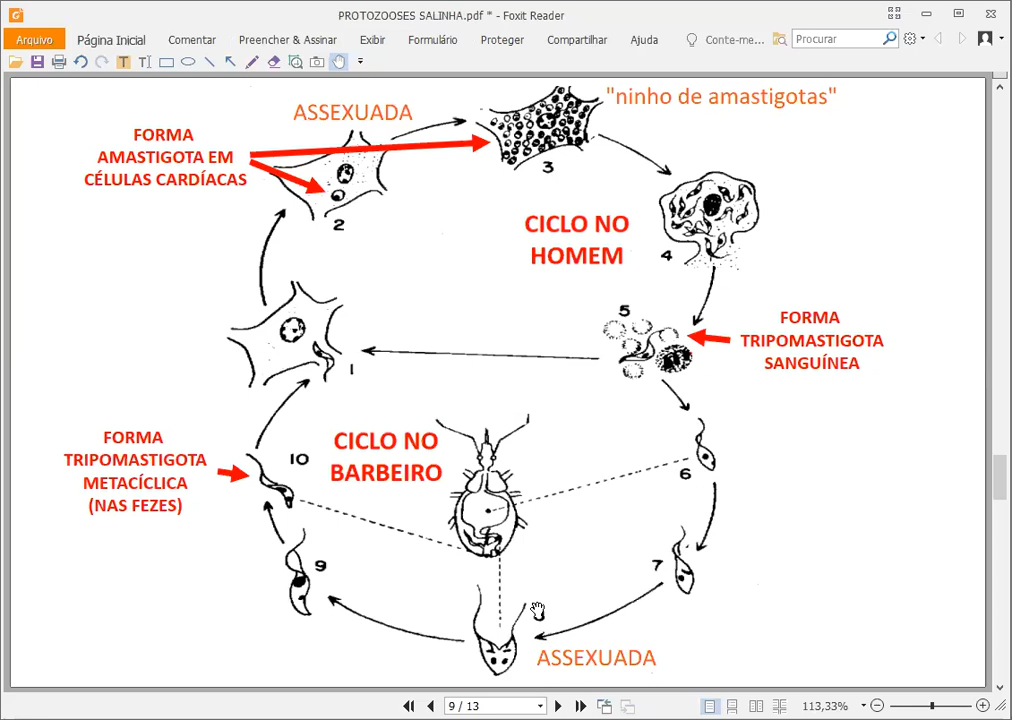 PROTOZOOSES SALINHA.pdf * - Foxit Reader
Arquivo
Página Inicial
Comentar
Preencher & Assinar
Exibir
Formulário
Proteger
Compartilhar
Ajuda
Conte-me...
Procurar
ASSEXUADA
"ninho de amastigotas"
FORMA
AMASTIGOTA EM
CÉLULAS CARDÍACAS
3
2
CICLO NO
HOMEM
4
5
FORMA
TRIPOMASTIGOTA
SANGUÍNEA
1
FORMA
TRIPOMASTIGOTA
METACÍCLICA
(NAS FEZES)
10
CICLO NO
BARBEIRO
6
9
7
ASSEXUADA
9 / 13
113,33%